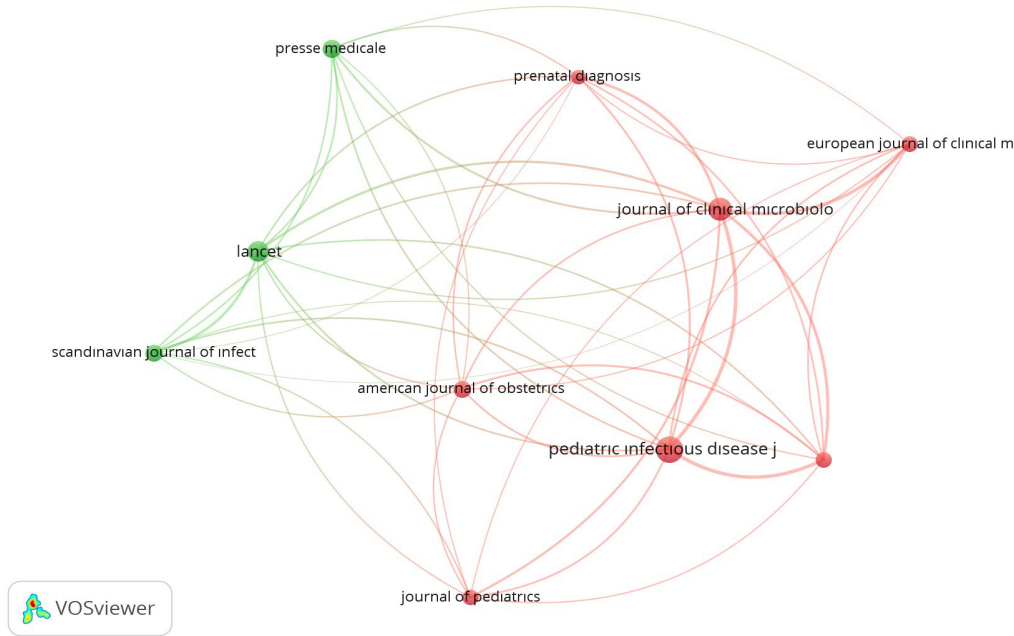 presse medicale
prenatal diagnosis
european journal of clinical m
journal of clinical microbiolo
lancet
scandinavian journal of infect
american journal of obstetrics
pediatric infectious disease j
journal of pediatrics
VOSviewer